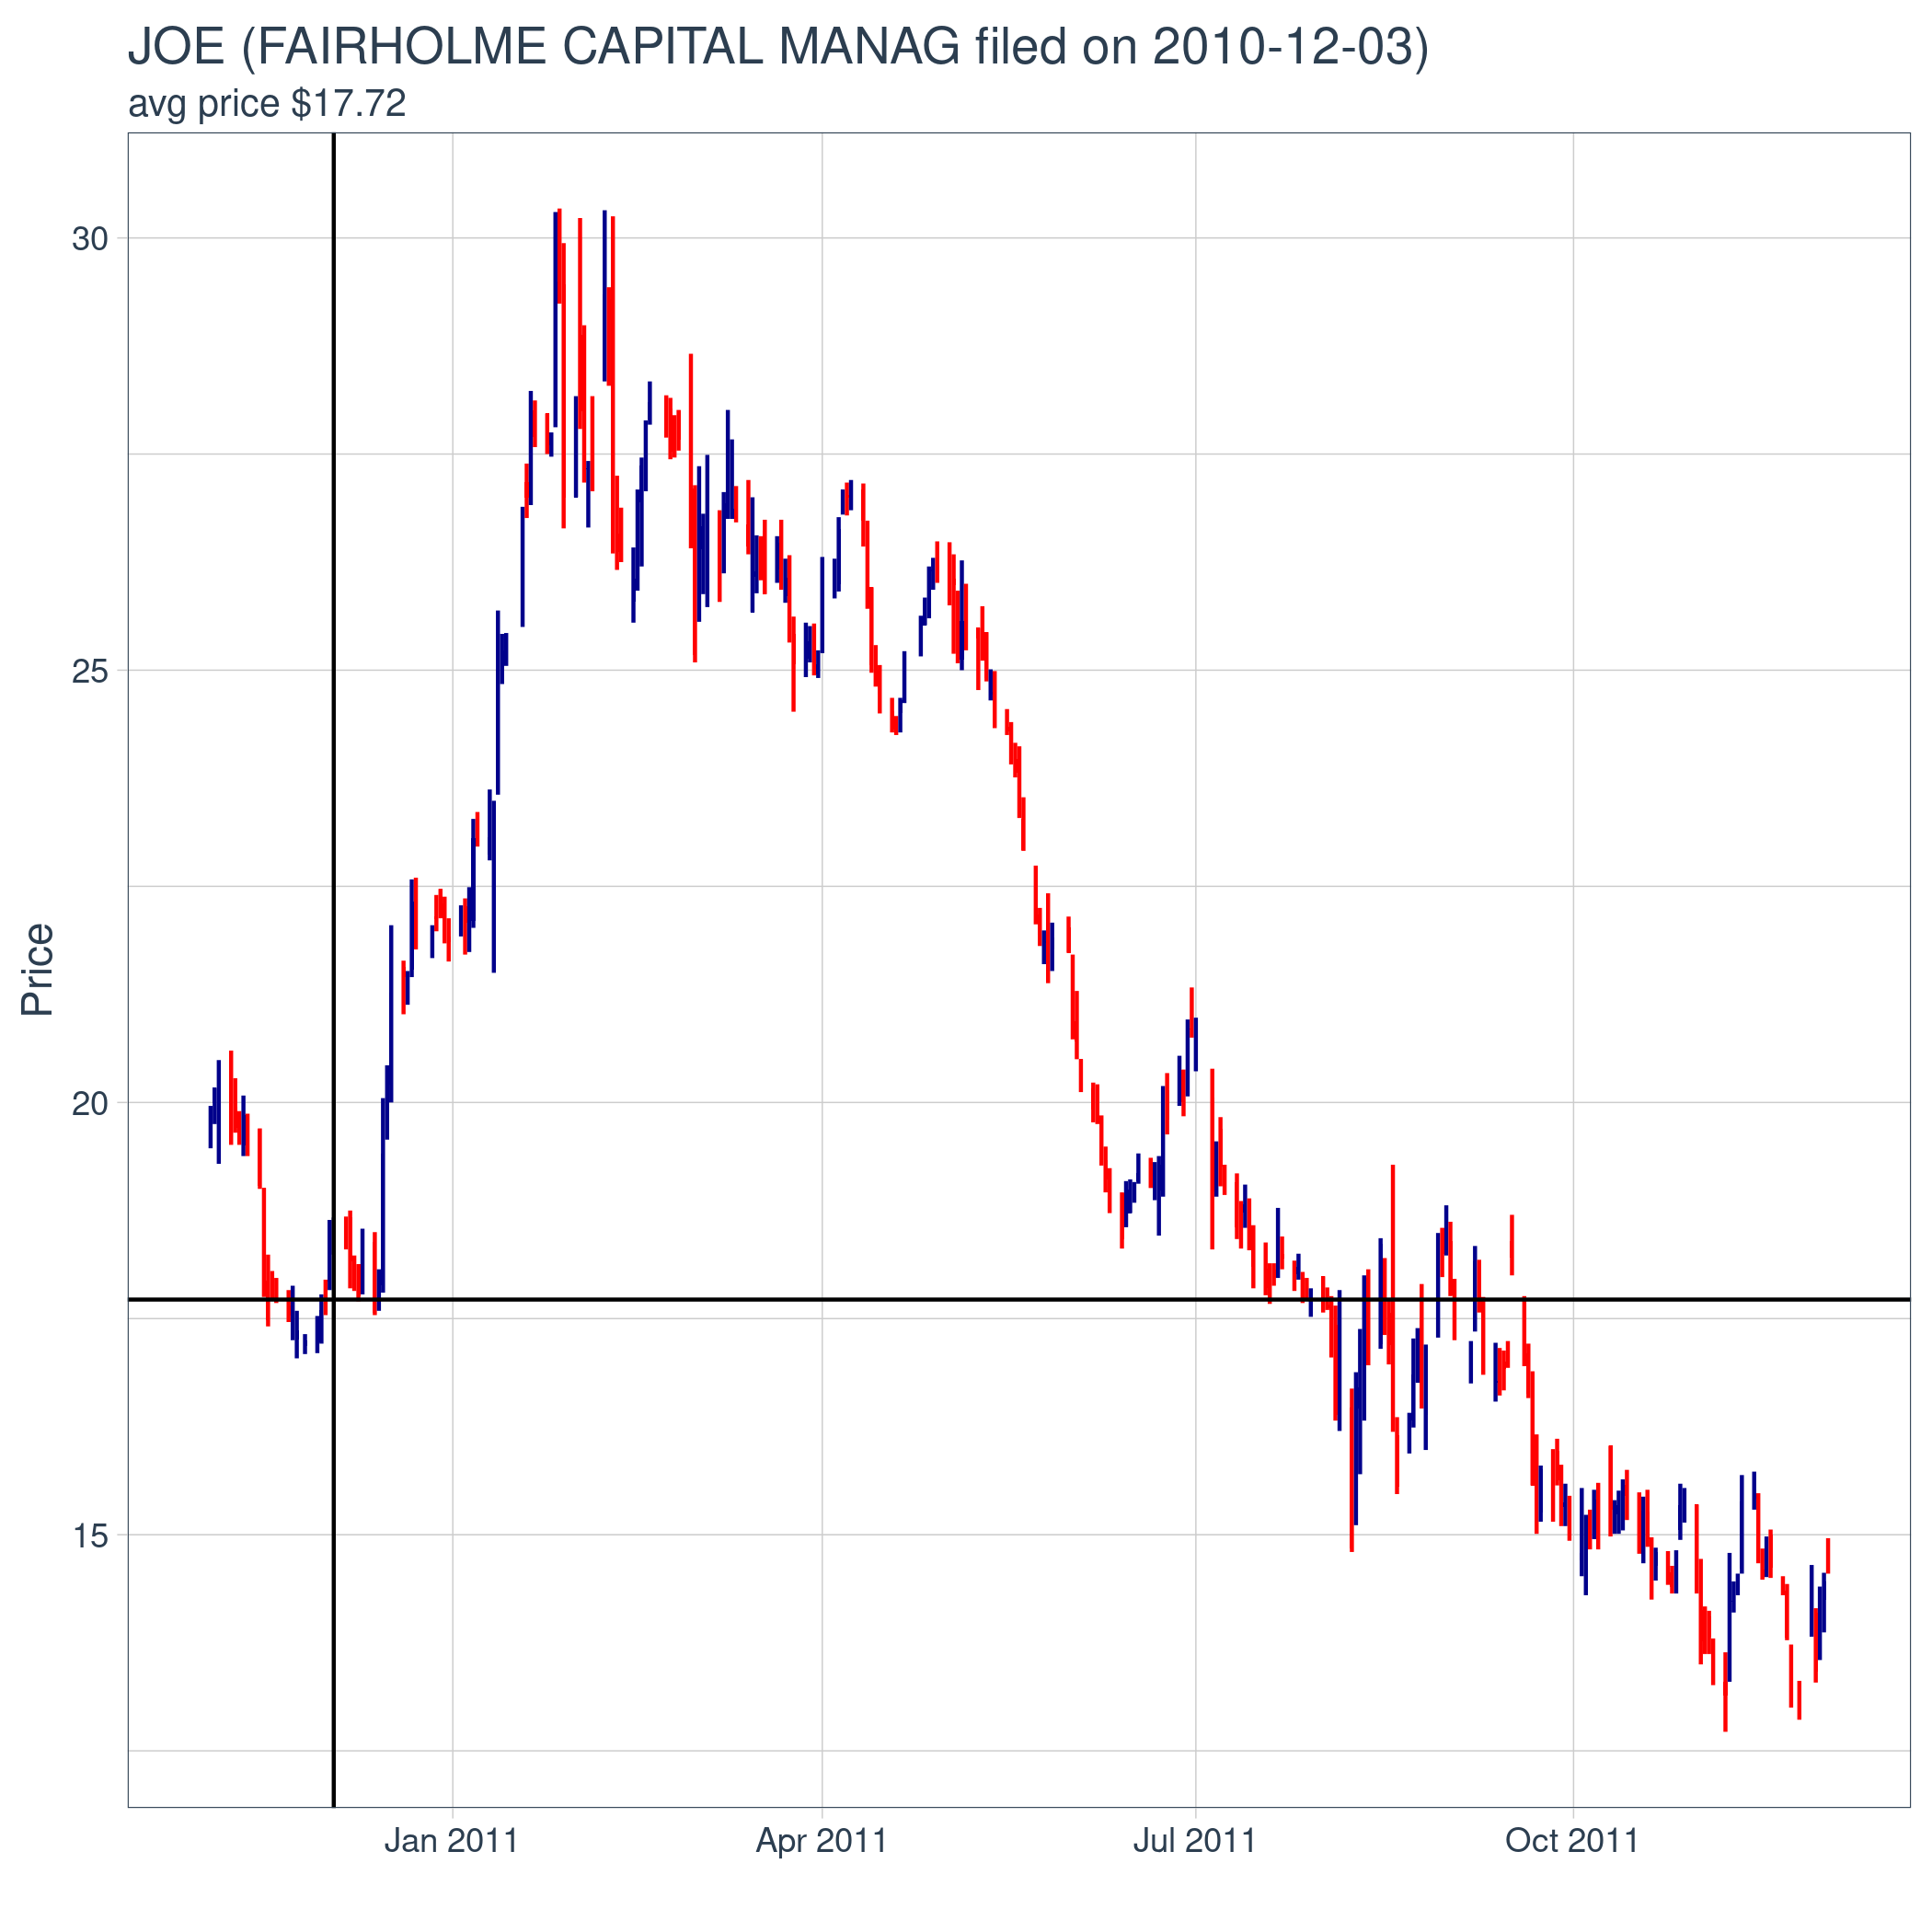 JOE (FAIRHOLME CAPITAL MANAG filed on 2010-12-03)
avg price $17.72
30
25
20
15
Price
Jan 2011
Apr 2011
Jul 2011
Oct 2011